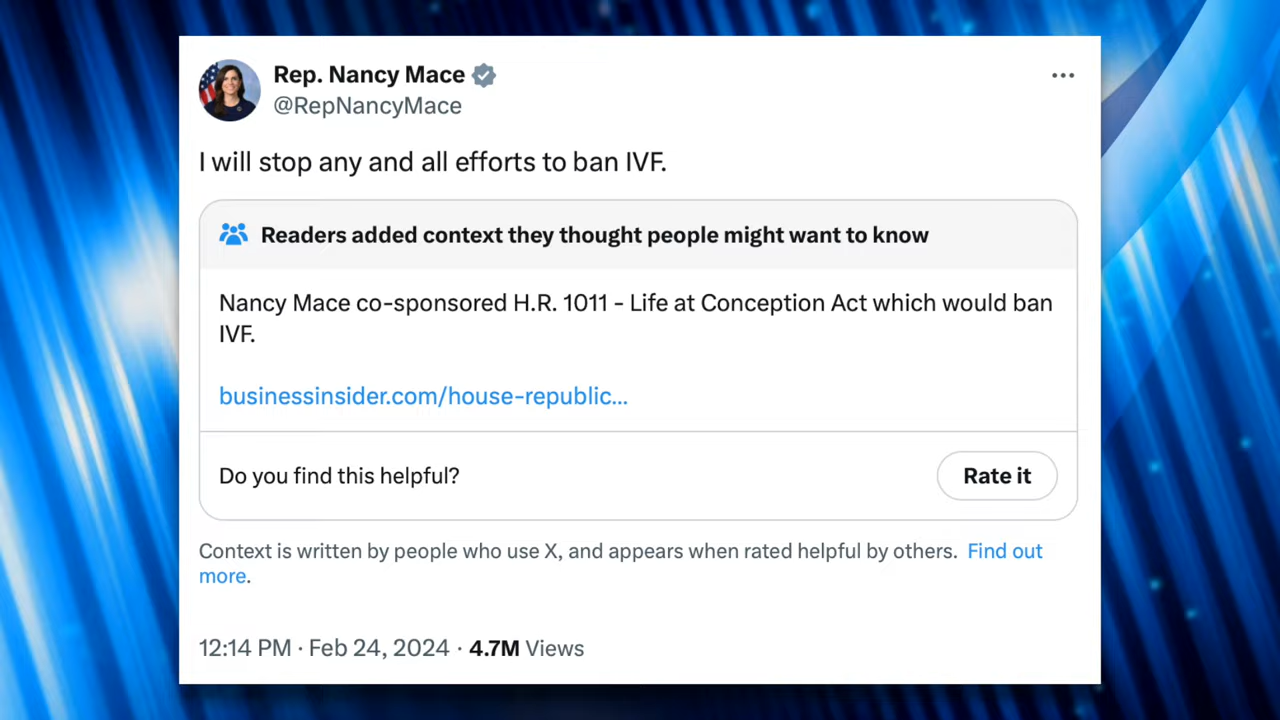 Rep. Nancy Mace
@RepNancyMace
I will stop any and all efforts to ban IVF.
Readers added context they thought people might want to know
Nancy Mace co-sponsored H.R. 1011 - Life at Conception Act which would ban
IVF.
businessinsider.com/house-republic...
Do you find this helpful?
Rate it
Context is written by people who use X, and appears when rated helpful by others. Find out
more.
12:14 PM · Feb 24, 2024 · 4.7M Views